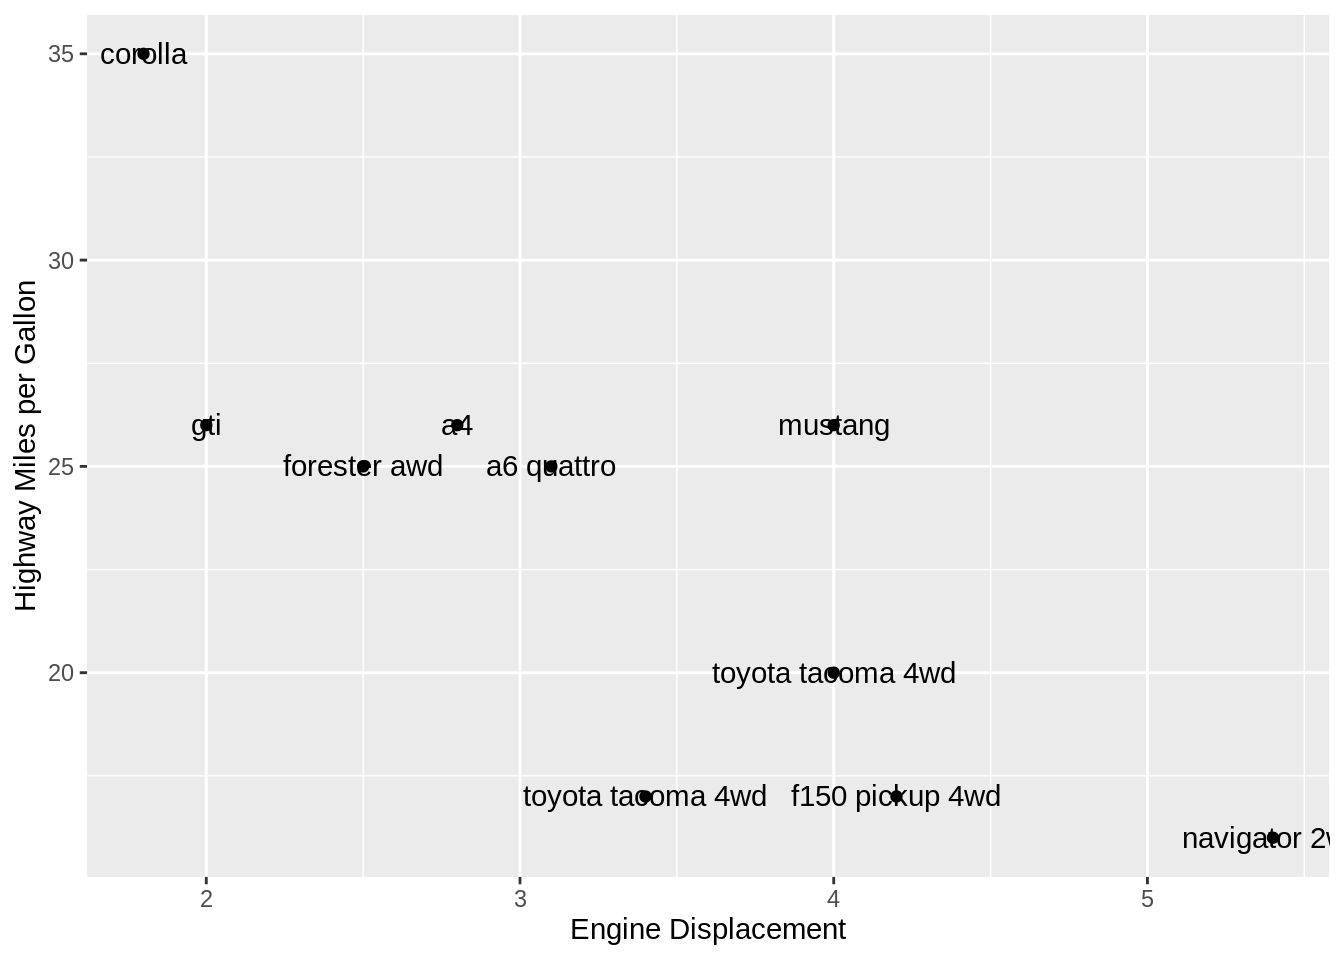 corolla
35
30
gti
a4
mustang
forester awd
a6 quattro
25
toyota tacoma 4wd
20
toyota tacoma 4wd
f150 pickup 4wd
navigator 2w
2
3
4
5
Engine Displacement
Highway Miles per Gallon